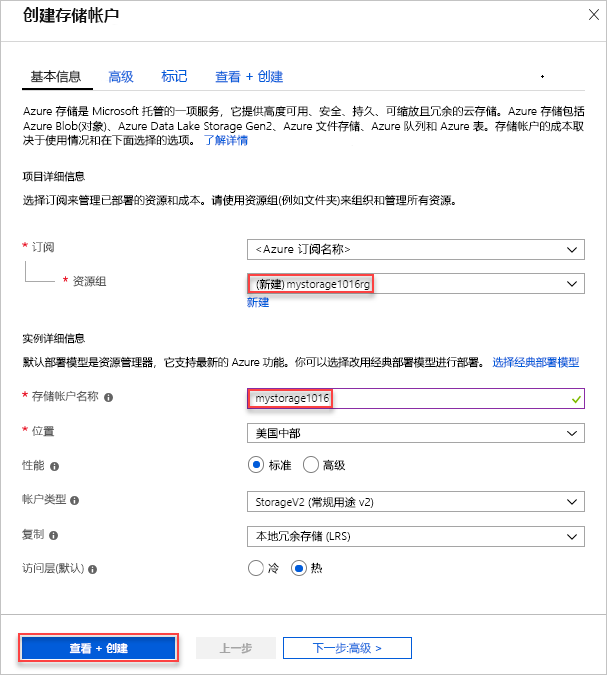 创建存储帐户
基本信息 高级 标记 查看 + 创建
Azure 存储是 Microsoft 托管的一项服务，它提供高度可用、安全、持久、可缩放且冗余的云存储。Azure 存储包括
Azure Blob(对象)、Azure Data Lake Storage Gen2、Azure 文件存储、Azure 队列和 Azure 表。存储帐户的成本取
决于使用情况和在下面选择的选项。 了解详情
项目详细信息
选择订阅来管理已部署的资源和成本。请使用资源组(例如文件夹)来组织和管理所有资源。
* 订阅 <Azure 订阅名称>
* 资源组 (新建) mystorage1016rg
新建
实例详细信息
默认部署模型是资源管理器，它支持最新的 Azure 功能。你可以选择改用经典部署模型进行部署。 选择经典部署模型
* 存储帐户名称 mystorage1016
* 位置 美国中部
性能 标准 高级
帐户类型 StorageV2 (常规用途 v2)
复制 本地冗余存储 (LRS)
访问层(默认) 冷 热
查看 + 创建 上一步 下一步:高级 >